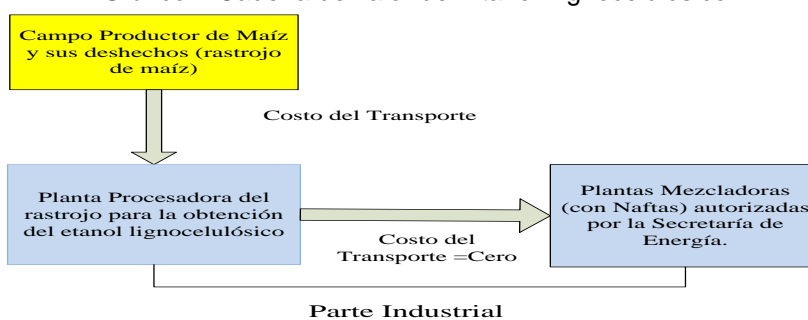 Campo Productor de Maíz
y sus deshechos (rastrojo
de maíz)
Costo del Transporte
Planta Procesadora del
rastrojo para la obtención
del etanol lignocelulósico
Costo del
Transporte =Cero
Plantas Mezcladoras
(con Naftas) autorizadas
por la Secretaría de
Energía.
Parte Industrial